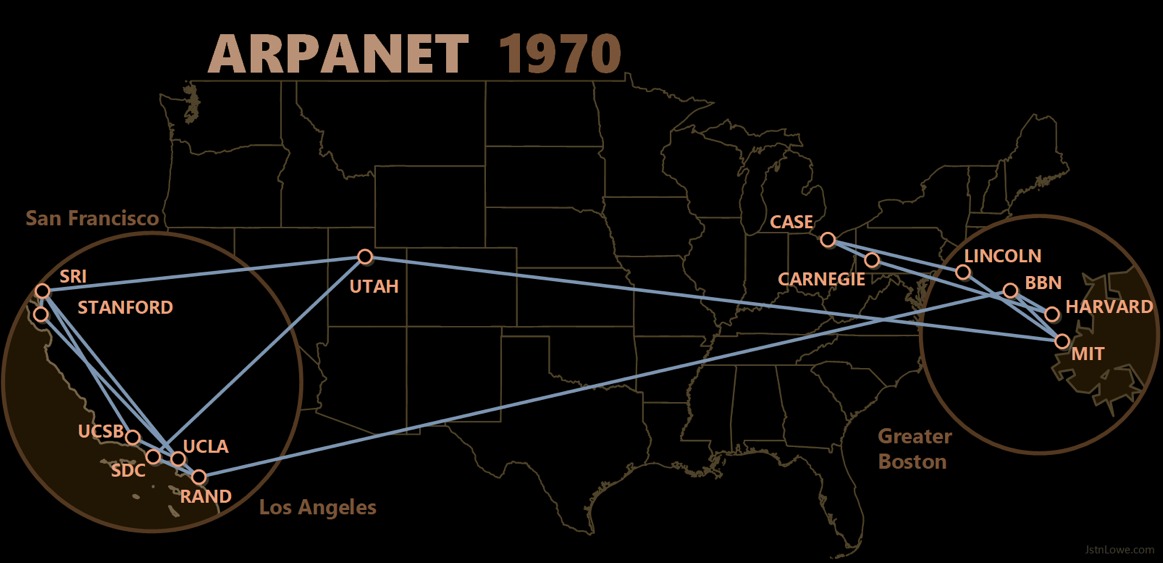 ARPANET 1970
San Francisco
SRI
STANFORD
UTAH
CASE
CARNEGIE
LINCOLN
BBN
HARVARD
MIT
UCSB
UCLA
SDC
RAND
Los Angeles
Greater
Boston
JstnLowe.com